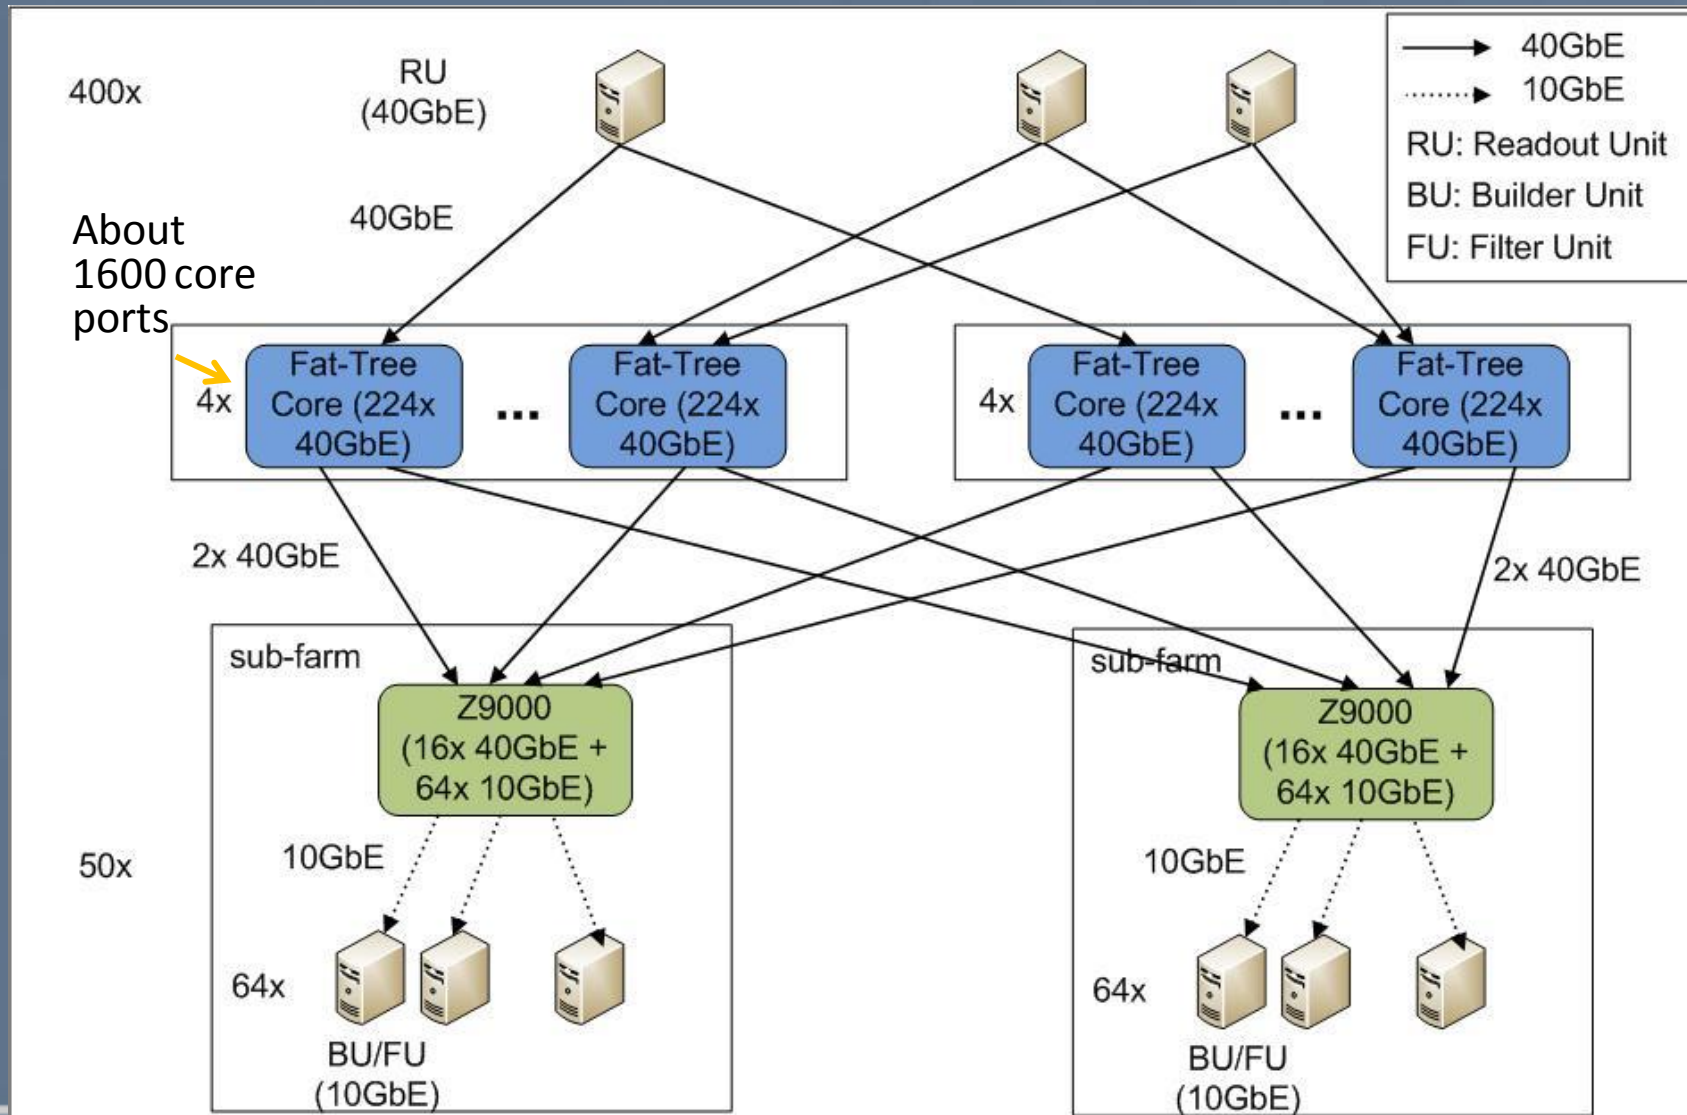 400x
RU
(40GbE)
40GbE
10GbE
RU: Readout Unit
BU: Builder Unit
FU: Filter Unit
40GbE
About
1600 core
ports
4x
Fat-Tree
Core (224x
40GbE)
...
Fat-Tree
Core (224x
40GbE)
4x
Fat-Tree
Core (224x
40GbE)
...
Fat-Tree
Core (224x
40GbE)
2x 40GbE
2x 40GbE
sub-farm
Z9000
(16x 40GbE +
64x 10GbE)
sub-farm
Z9000
(16x 40GbE +
64x 10GbE)
50x
10GbE
10GbE
64x
BU/FU
(10GbE)
64x
BU/FU
(10GbE)